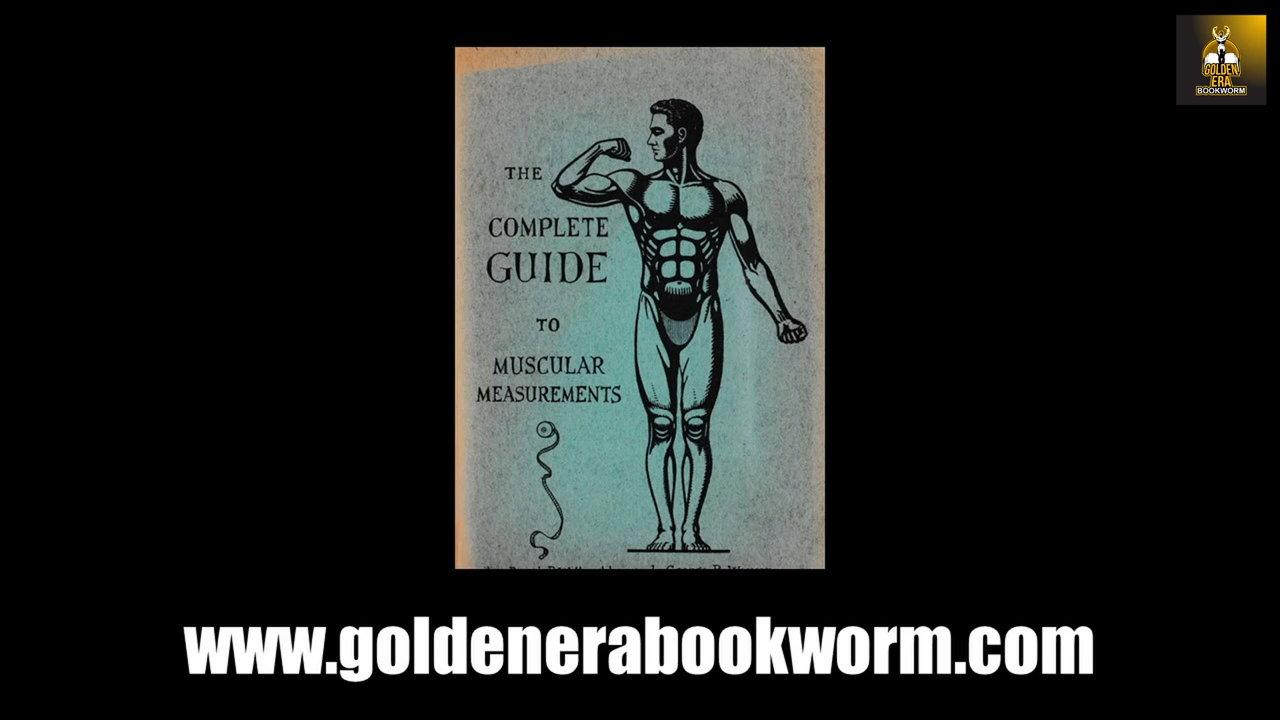 GOLDEN
ERA
BOOKWORM
THE
COMPLETE
GUIDE
TO
MUSCULAR
MEASUREMENTS
www.goldenerabookworm.com